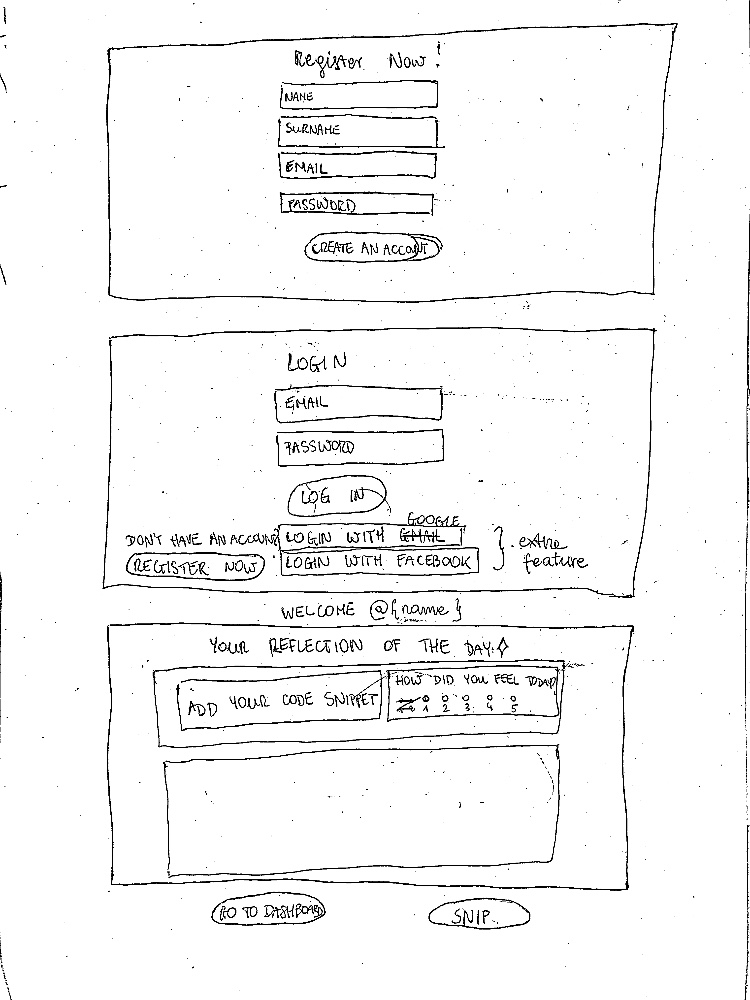 Register Now!
NAME
SURNAME
EMAIL
PASSWORD
CREATE AN ACCOUNT
LOGIN
EMAIL
PASSWORD
LOG IN
GOOGLE
DON'T HAVE AN ACCOUNT? LOGIN WITH EMAIL } extra
REGISTER NOW LOGIN WITH FACEBOOK feature
WELCOME @{name}
YOUR REFLECTION OF THE DAY:
HOW DID YOU FEEL TODAY?
ADD YOUR CODE SNIPPET
1 2 3 4 5
GO TO DASHBOARD SNIP.